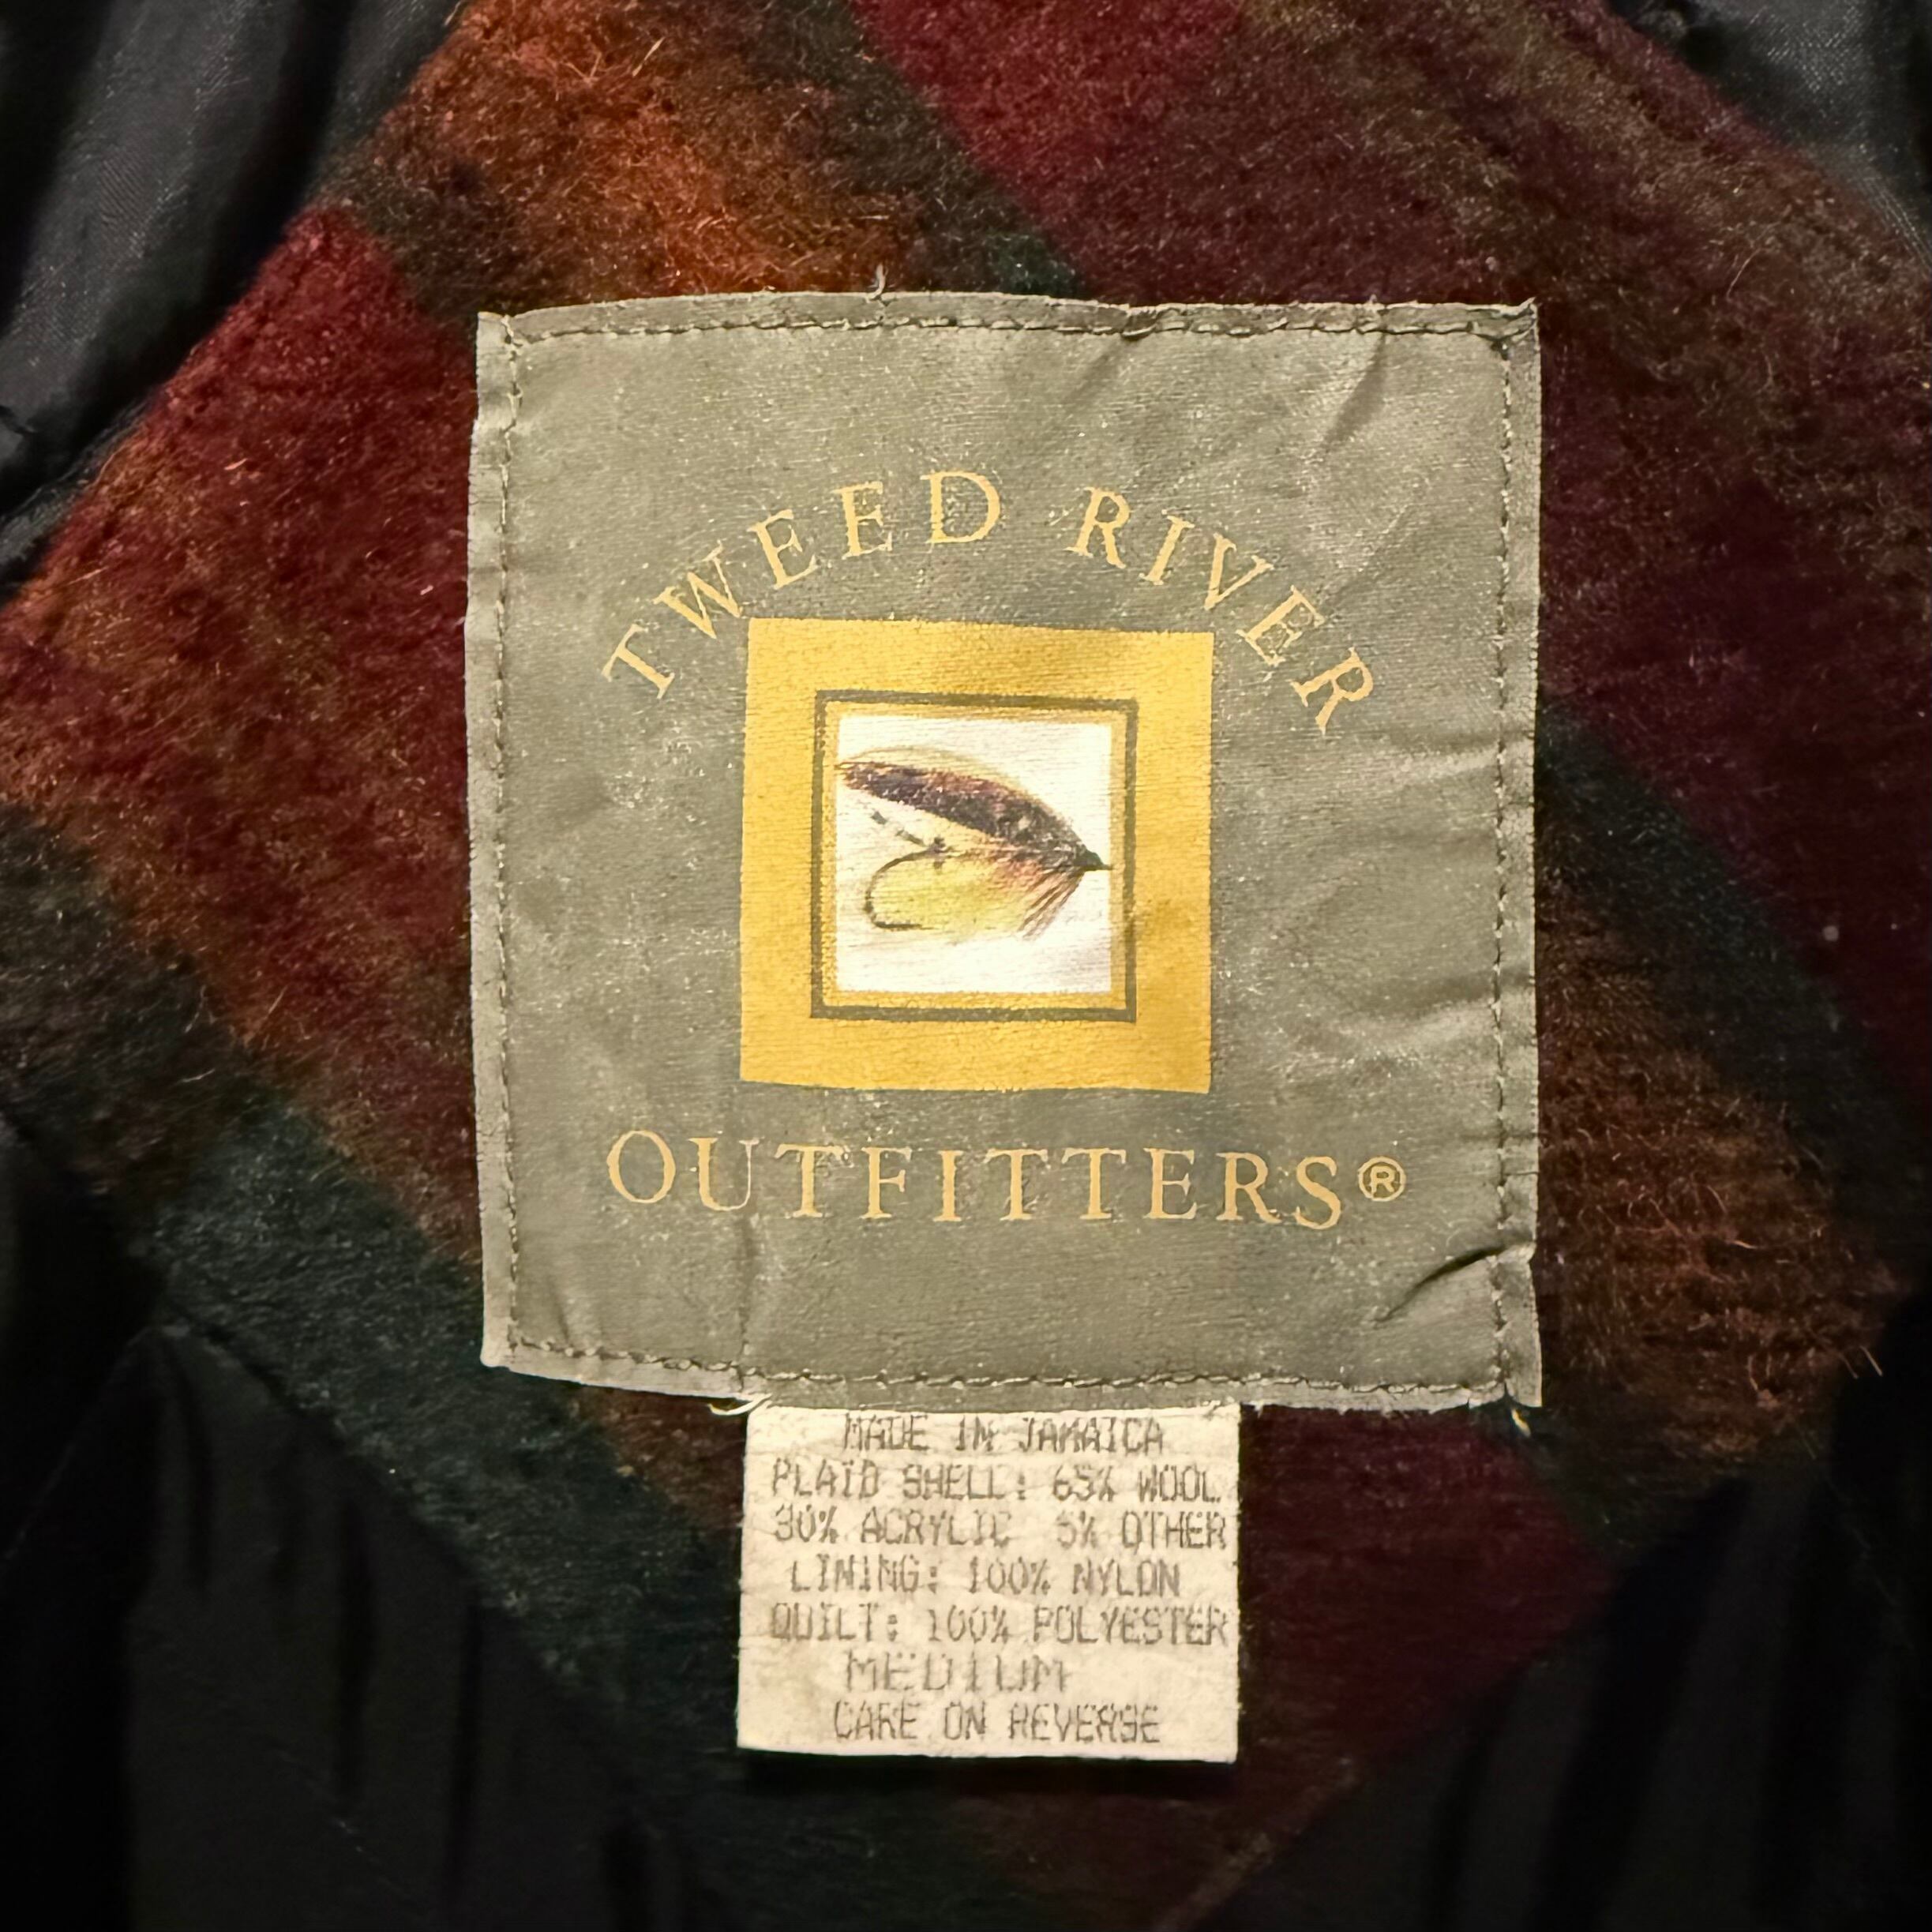 TWEED RIVER
OUTFITTERS®
MADE IN JAMAICA
PLAID SHELL: 65% WOOL
30% ACRYLIC 5% OTHER
LINING: 100% NYLON
QUILT: 100% POLYESTER
MEDIUM
CARE ON REVERSE